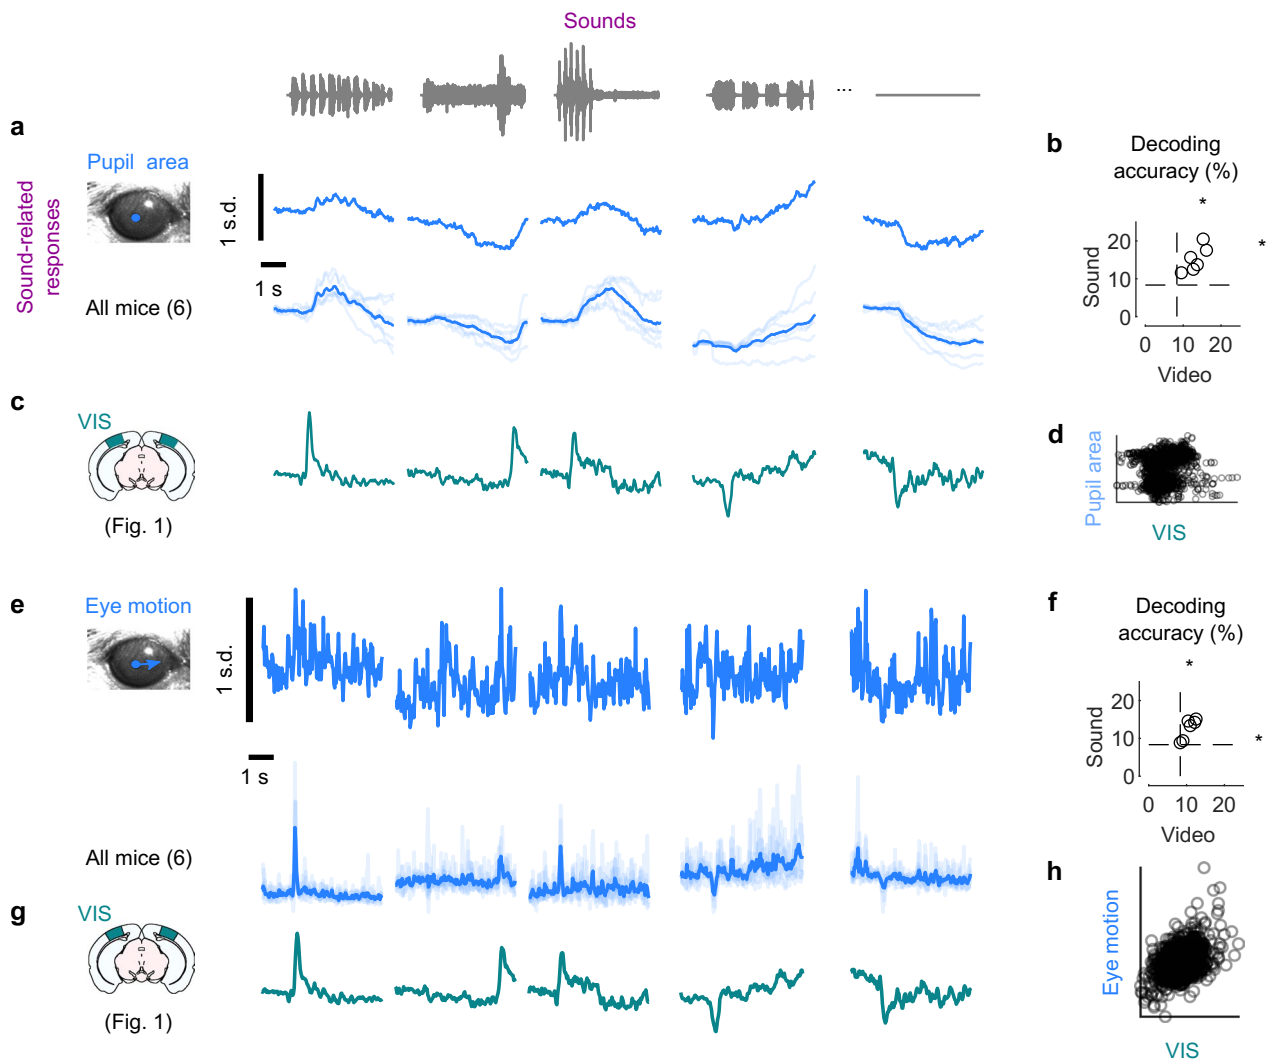 Sounds
...
a
Sound-related
responses
Pupil area
1 s.d.
1 s
All mice (6)
b
Decoding
accuracy (%)
*
*
Sound
20
10
0
0 10 20
Video
c
VIS
(Fig. 1)
d
Pupil area
VIS
e
Eye motion
1 s.d.
1 s
All mice (6)
f
Decoding
accuracy (%)
*
*
Sound
20
10
0
0 10 20
Video
g
VIS
(Fig. 1)
h
Eye motion
VIS